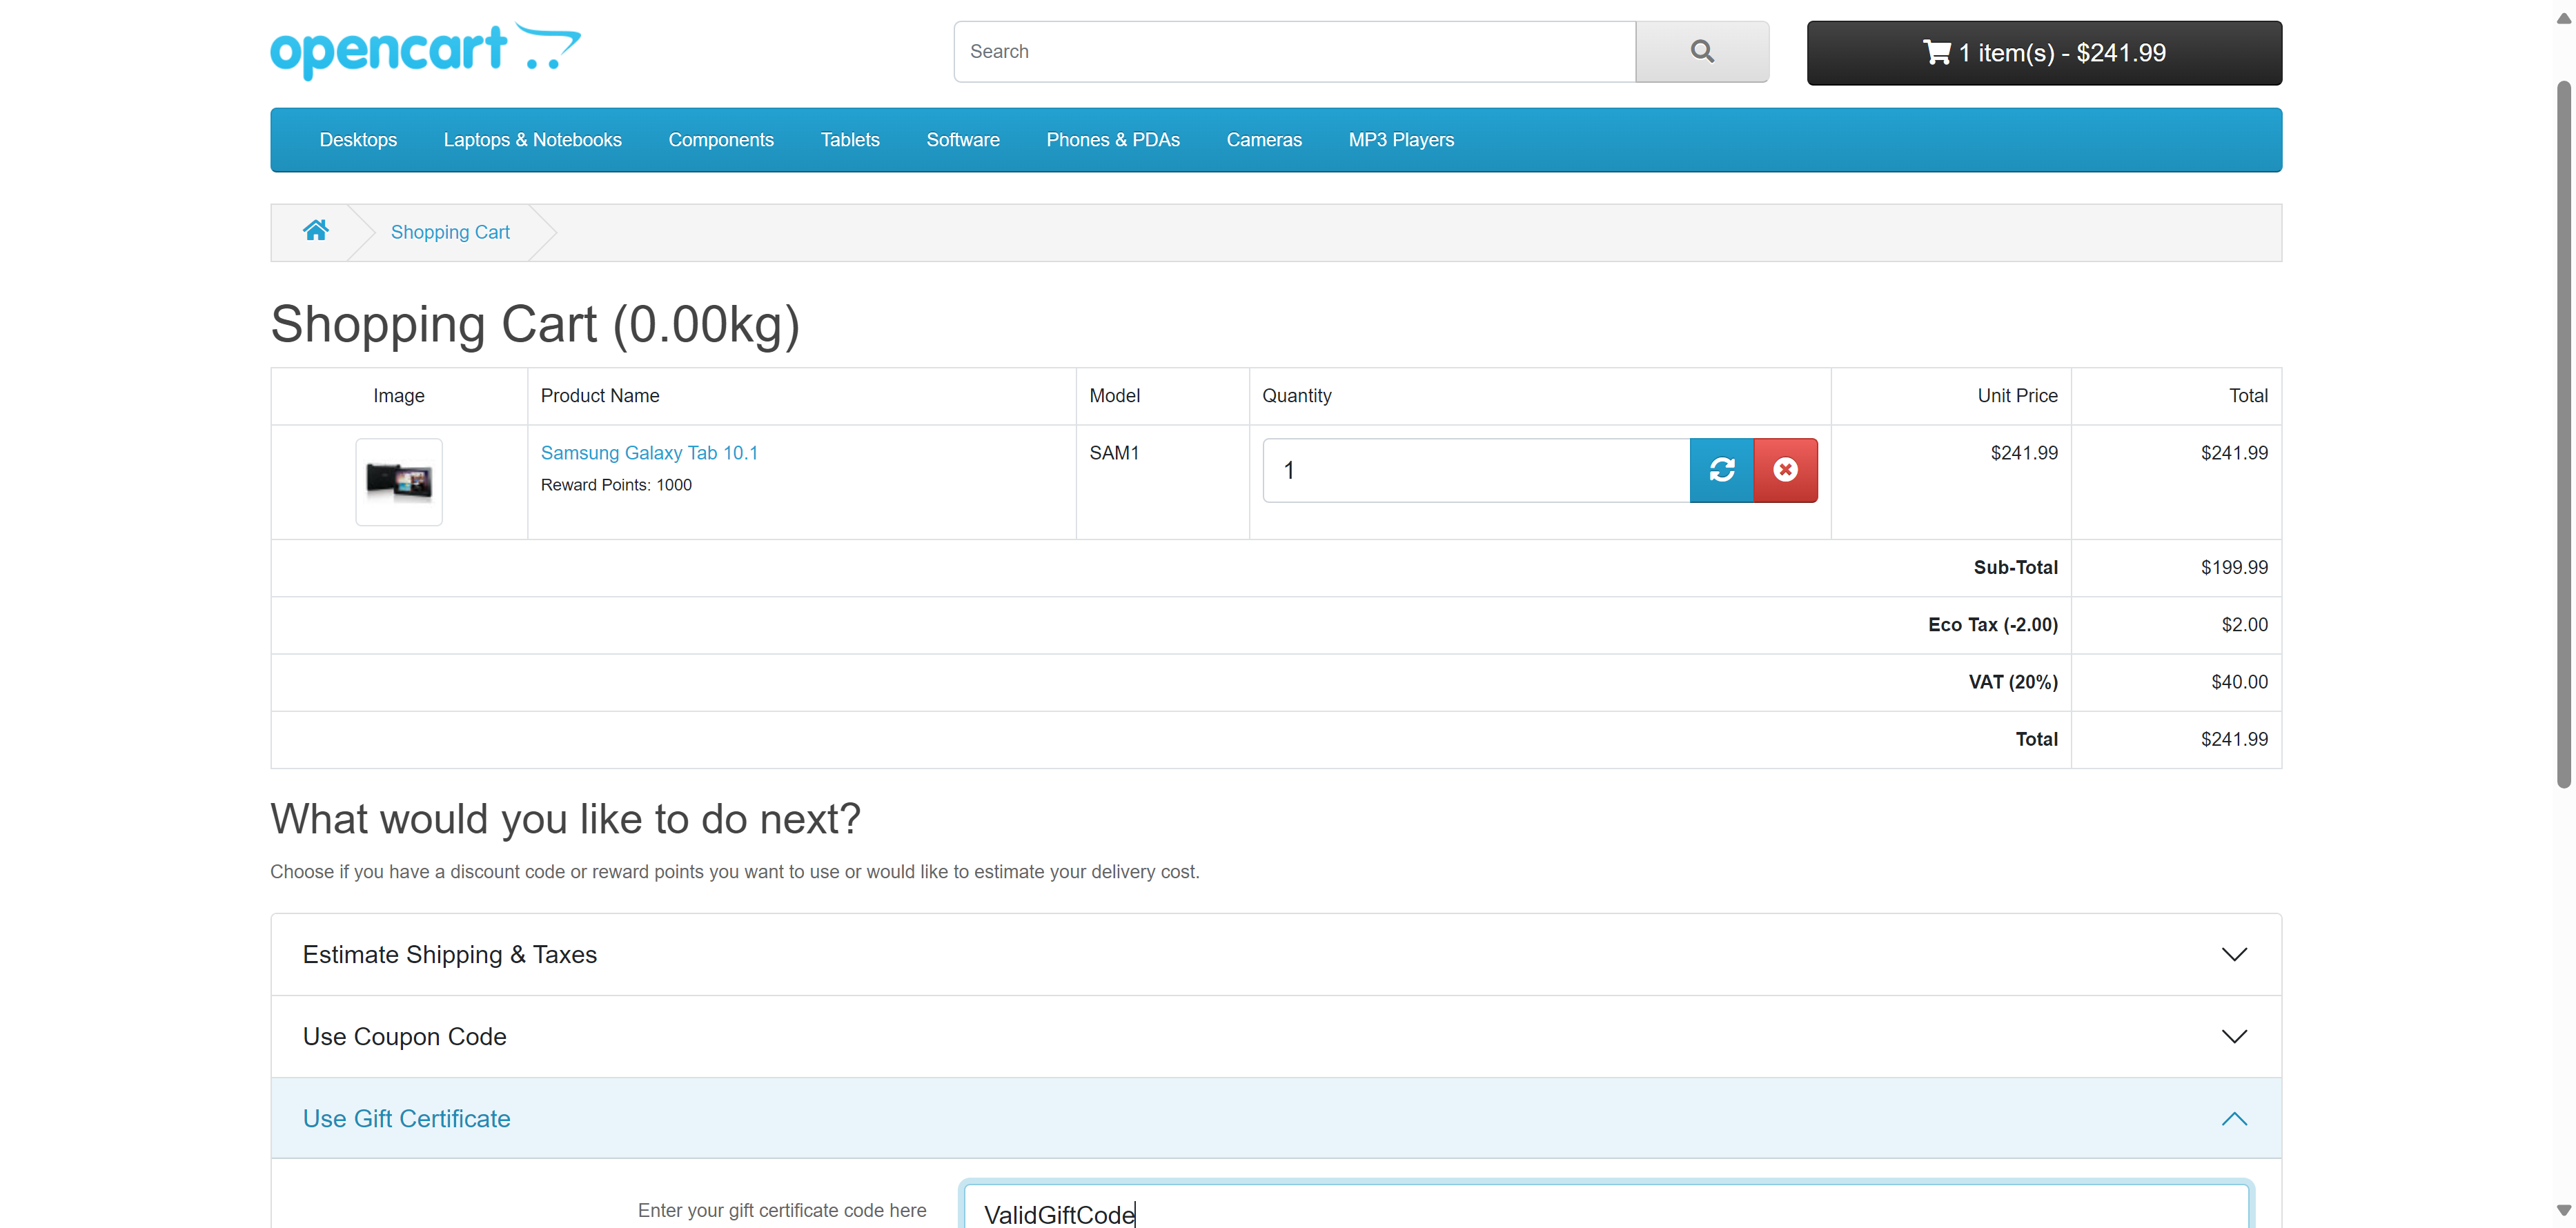 opencart
Search
1 item(s) - $241.99
Desktops Laptops & Notebooks Components Tablets Software Phones & PDAs Cameras MP3 Players
Shopping Cart
Shopping Cart (0.00kg)
Image Product Name Model Quantity Unit Price Total
Samsung Galaxy Tab 10.1 SAM1 1 $241.99 $241.99
Reward Points: 1000
Sub-Total $199.99
Eco Tax (-2.00) $2.00
VAT (20%) $40.00
Total $241.99
What would you like to do next?
Choose if you have a discount code or reward points you want to use or would like to estimate your delivery cost.
Estimate Shipping & Taxes
Use Coupon Code
Use Gift Certificate
Enter your gift certificate code here ValidGiftCode